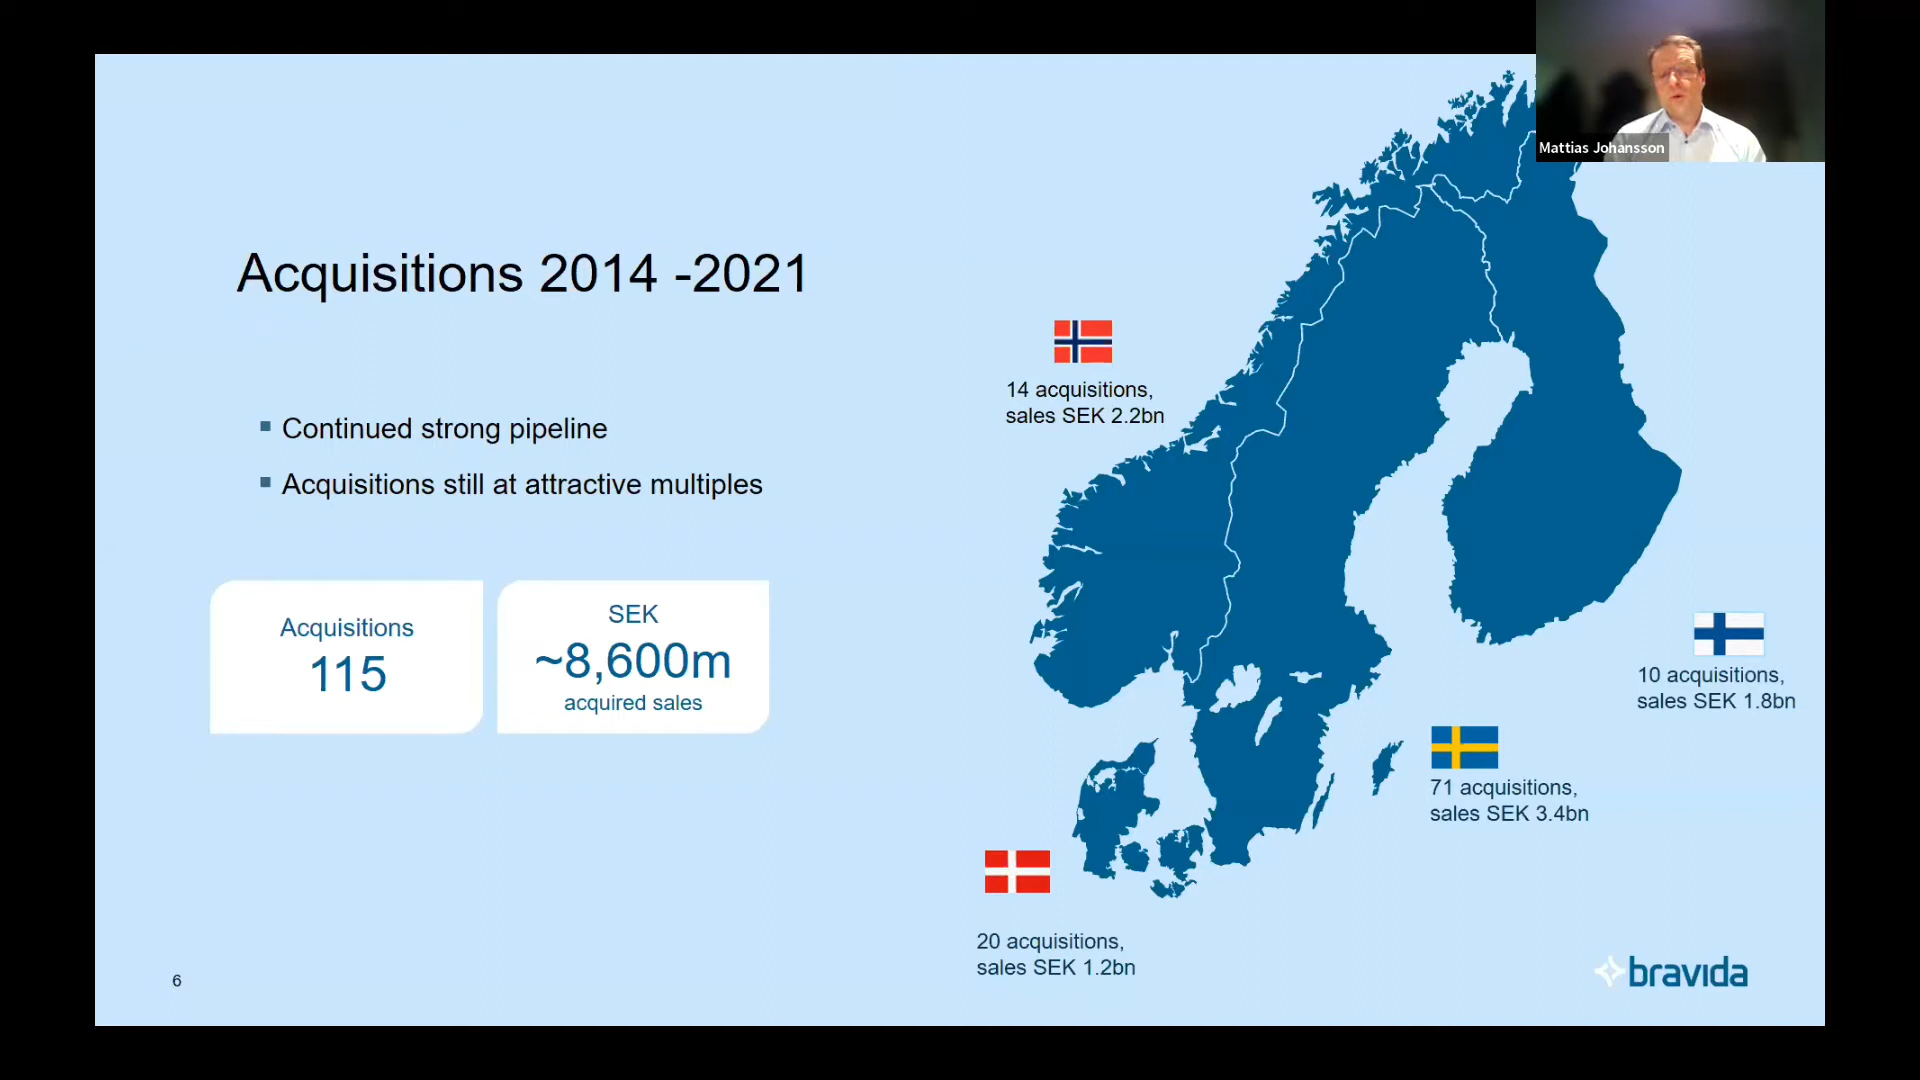 Mattias Johansson
Acquisitions 2014 -2021
14 acquisitions,
sales SEK 2.2bn
▪ Continued strong pipeline
▪ Acquisitions still at attractive multiples
Acquisitions
115
SEK
~8,600m
acquired sales
10 acquisitions,
sales SEK 1.8bn
71 acquisitions,
sales SEK 3.4bn
20 acquisitions,
sales SEK 1.2bn
6
bravida